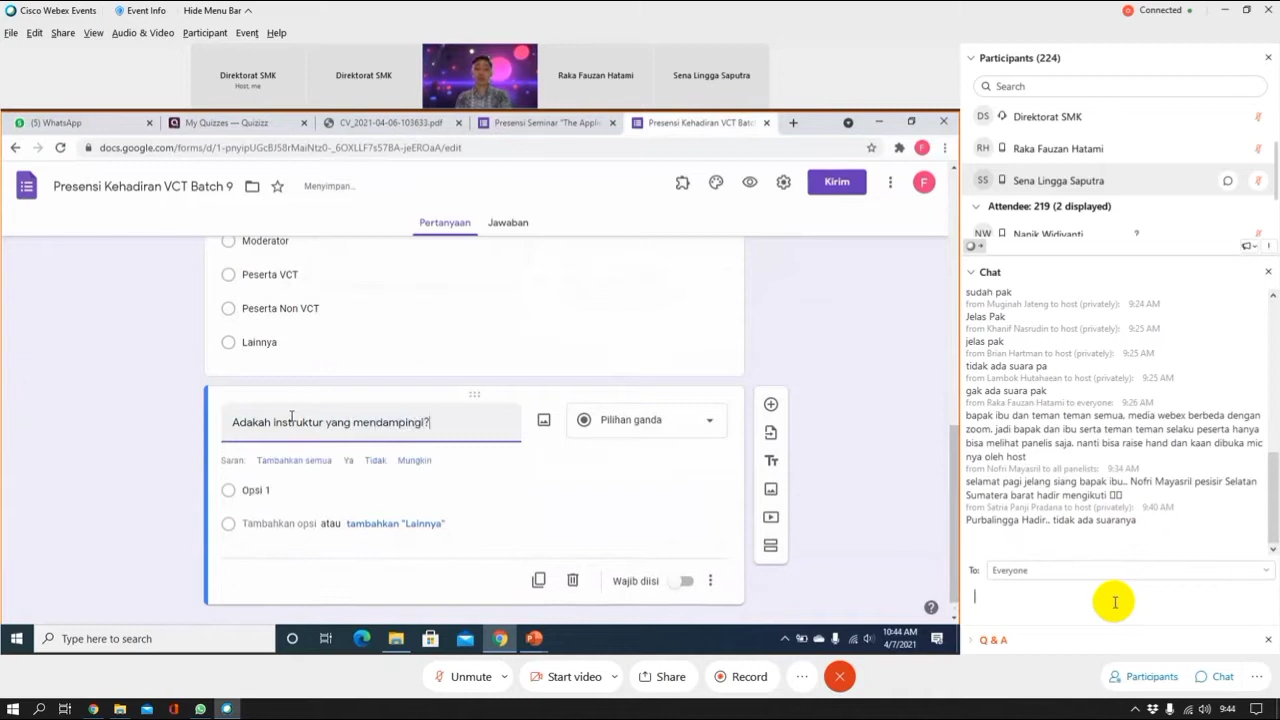 Cisco Webex Events
Event Info
Hide Menu Bar
Connected
File Edit Share View Audio & Video Participant Event Help
Direktorat SMK
Host, me
Direktorat SMK
Raka Fauzan Hatami
Sena Lingga Saputra
(5) WhatsApp
My Quizzes — Quizizz
CV_2021-04-06-103633.pdf
Presensi Seminar "The Applic
Presensi Kehadiran VCT Batch
docs.google.com/forms/d/1-pnyipUGcBJ58rMaiNtz0-_6OXLLF7s57BA-jeEROaA/edit
Presensi Kehadiran VCT Batch 9
Menyimpan...
Kirim
F
Pertanyaan
Jawaban
Moderator
Peserta VCT
Peserta Non VCT
Lainnya
Adakah Instruktur yang mendampingi?
Pilihan ganda
Saran: Tambahkan semua Ya Tidak Mungkin
Opsi 1
Tambahkan opsi atau tambahkan "Lainnya"
Wajib diisi
Type here to search
10:44 AM
4/7/2021
Participants (224)
Search
DS Direktorat SMK
RH Raka Fauzan Hatami
SS Sena Lingga Saputra
Attendee: 219 (2 displayed)
NW Nanik Widiyanti
Chat
sudah pak
from Muginah Jateng to host (privately): 9:24 AM
Jelas Pak
from Khanif Nasrudin to host (privately): 9:25 AM
jelas pak
from Brian Hartman to host (privately): 9:25 AM
tidak ada suara pa
from Lambok Hutahaean to host (privately): 9:25 AM
gak ada suara pak
from Raka Fauzan Hatami to everyone: 9:26 AM
bapak ibu dan teman teman semua, media webex berbeda dengan
zoom. jadi bapak dan ibu serta teman teman selaku peserta hanya
bisa melihat panelis saja. nanti bisa raise hand dan kaan dibuka mic
nya oleh host
from Nofri Mayasril to all panelists: 9:34 AM
selamat pagi jelang siang bapak ibu.. Nofri Mayasril pesisir Selatan
Sumatera barat hadir mengikuti
from Satria Panji Pradana to host (privately): 9:40 AM
Purbalingga Hadir.. tidak ada suaranya
To: Everyone
Q & A
Unmute
Start video
Share
Record
Participants
Chat
9:44